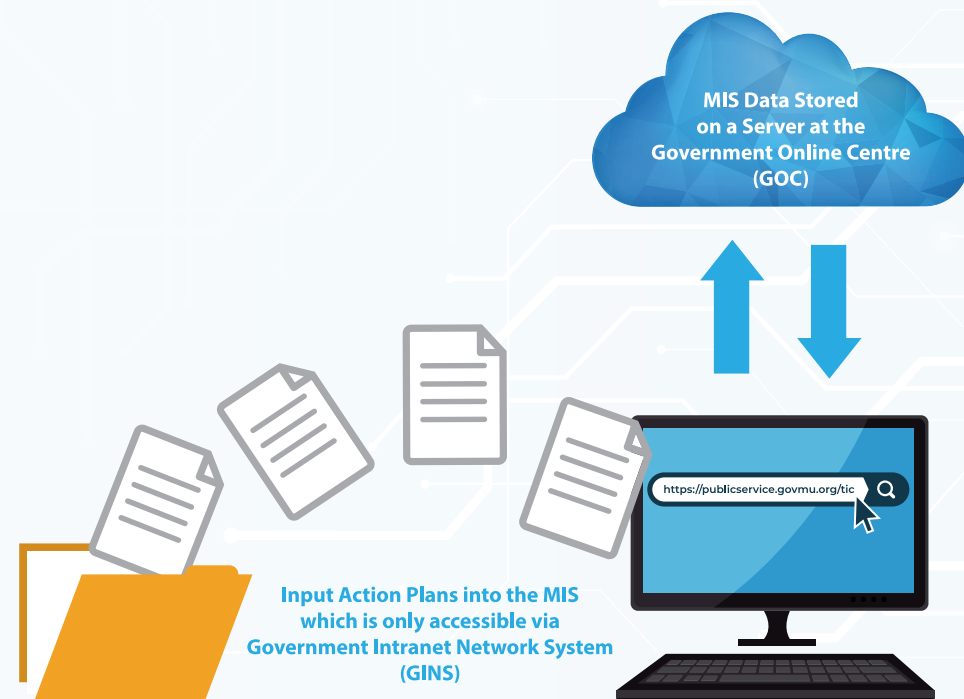 MIS Data Stored
on a Server at the
Government Online Centre
(GOC)
https://publicservice.govmu.org/tic
Input Action Plans into the MIS
which is only accessible via
Government Intranet Network System
(GINS)